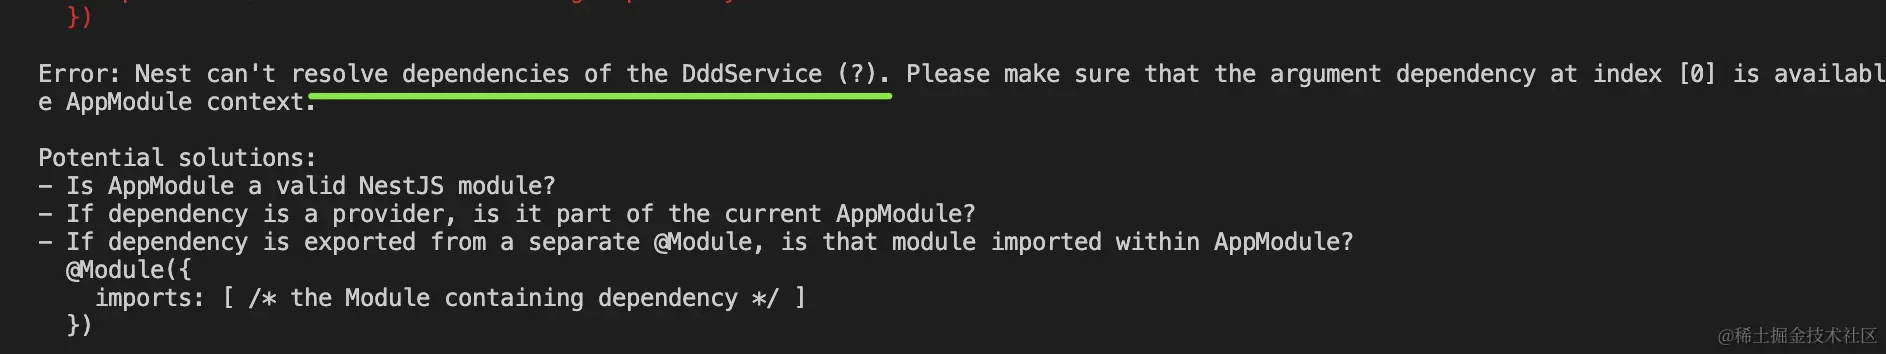 })
Error: Nest can't resolve dependencies of the DddService (?). Please make sure that the argument dependency at index [0] is availabl
e AppModule context.
Potential solutions:
- Is AppModule a valid NestJS module?
- If dependency is a provider, is it part of the current AppModule?
- If dependency is exported from a separate @Module, is that module imported within AppModule?
@Module({
imports: [ /* the Module containing dependency */ ]
})
@稀土掘金技术社区